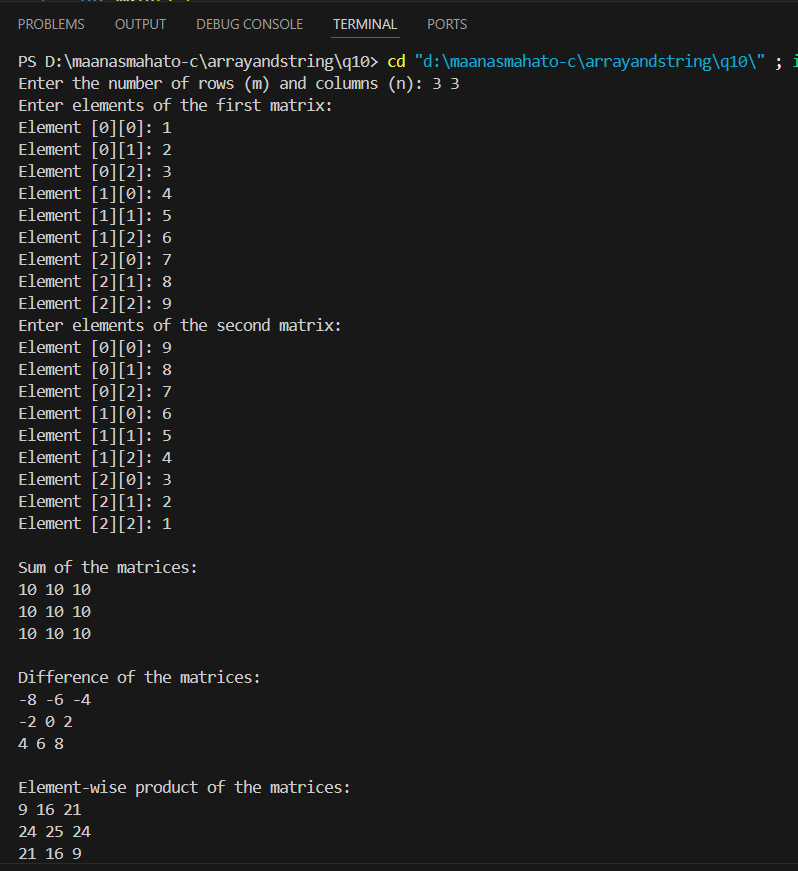 PROBLEMS OUTPUT DEBUG CONSOLE TERMINAL PORTS
PS D:\maanasmahato-c\arrayandstring\q10> cd "d:\maanasmahato-c\arrayandstring\q10\" ; i
Enter the number of rows (m) and columns (n): 3 3
Enter elements of the first matrix:
Element [0][0]: 1
Element [0][1]: 2
Element [0][2]: 3
Element [1][0]: 4
Element [1][1]: 5
Element [1][2]: 6
Element [2][0]: 7
Element [2][1]: 8
Element [2][2]: 9
Enter elements of the second matrix:
Element [0][0]: 9
Element [0][1]: 8
Element [0][2]: 7
Element [1][0]: 6
Element [1][1]: 5
Element [1][2]: 4
Element [2][0]: 3
Element [2][1]: 2
Element [2][2]: 1
Sum of the matrices:
10 10 10
10 10 10
10 10 10
Difference of the matrices:
-8 -6 -4
-2 0 2
4 6 8
Element-wise product of the matrices:
9 16 21
24 25 24
21 16 9